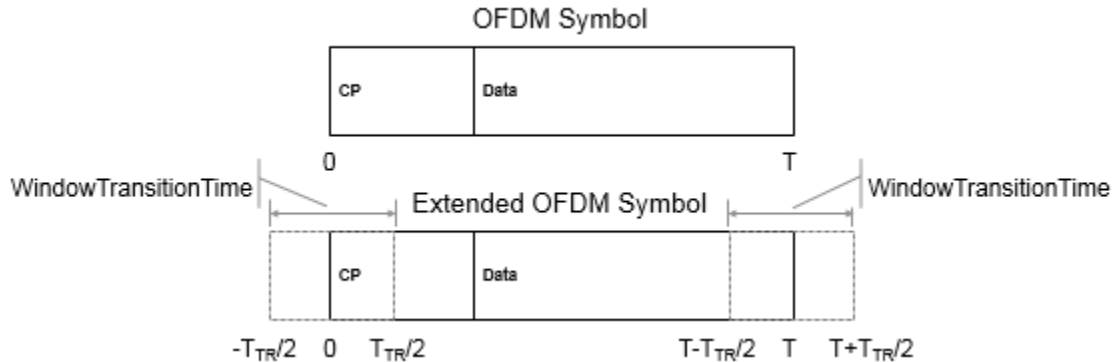 OFDM Symbol
CP Data
0 T
WindowTransitionTime WindowTransitionTime
Extended OFDM Symbol
CP Data
-T_TR/2 0 T_TR/2 T-T_TR/2 T T+T_TR/2